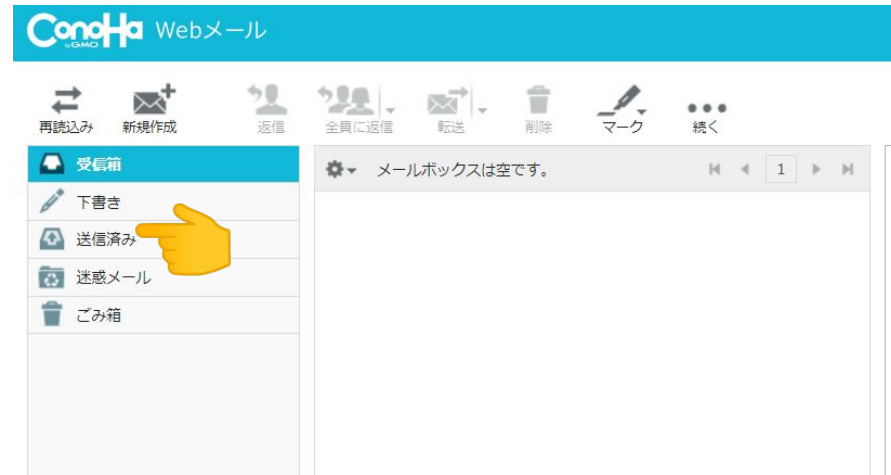 ConoHa byGMO Webメール
再読込み 新規作成 返信 全員に返信 転送 削除 マーク 続く
受信箱
メールボックスは空です。 1
下書き
送信済み
迷惑メール
ごみ箱